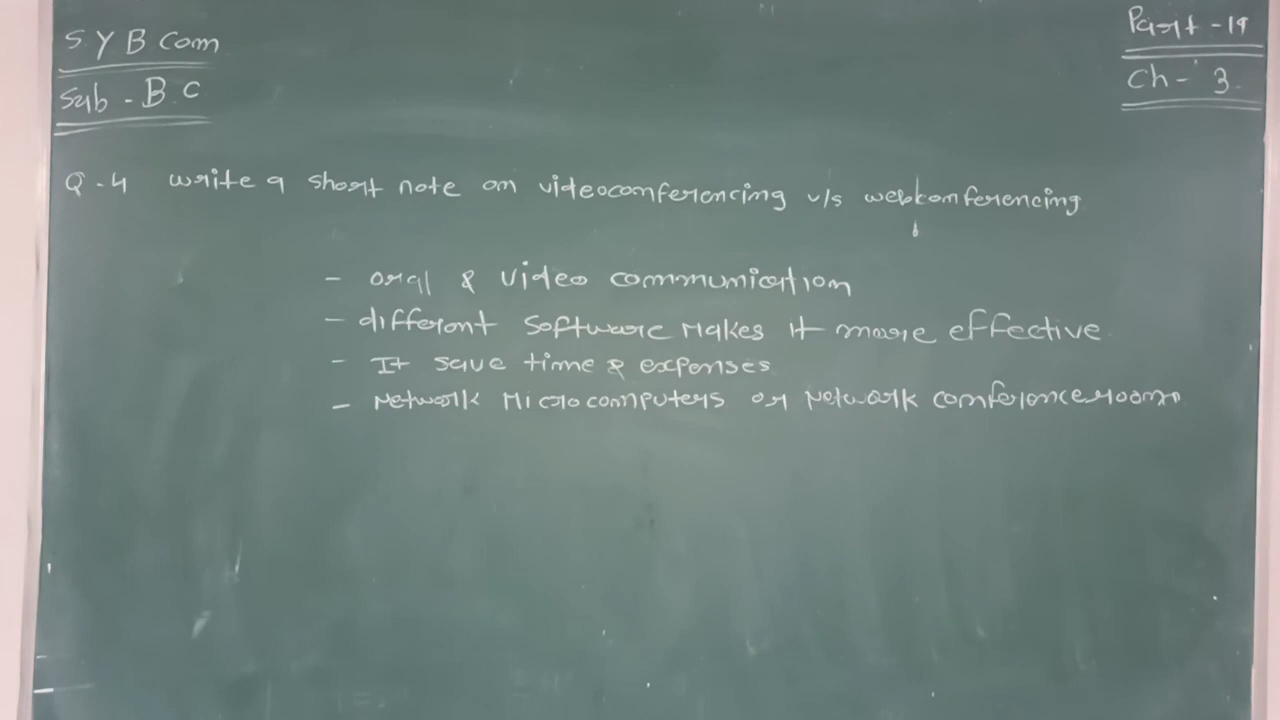 S Y B Com
Part - 19
Sub - B.C
Ch - 3.
Q-4 write a short note on videoconferencing v/s webconferencing
- oral & video communication
- different software makes it more effective.
- It save time & expenses
- Network Microcomputers or Network conference room